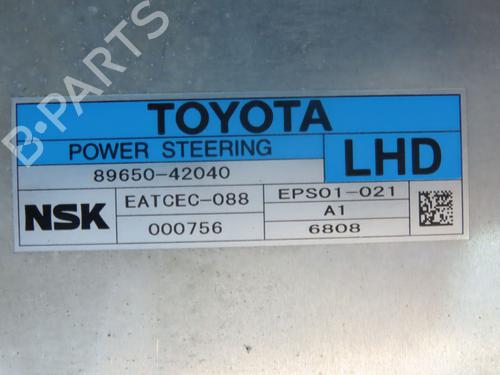 B-PARTS
TOYOTA
POWER STEERING
LHD
89650-42040
NSK
EATCEC-088
EPS01-021
A1
000756
6808